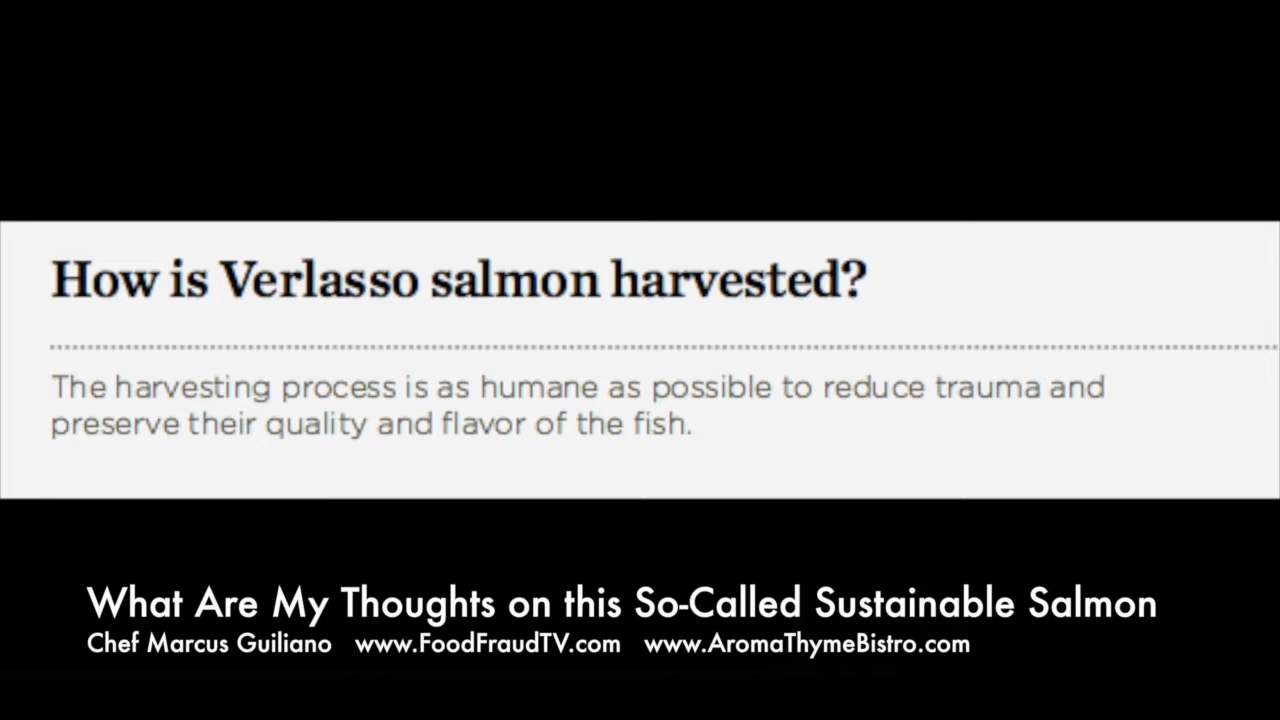 How is Verlasso salmon harvested?
The harvesting process is as humane as possible to reduce trauma and
preserve their quality and flavor of the fish.
What Are My Thoughts on this So-Called Sustainable Salmon
Chef Marcus Guiliano www.FoodFraudTV.com www.AromaThymeBistro.com